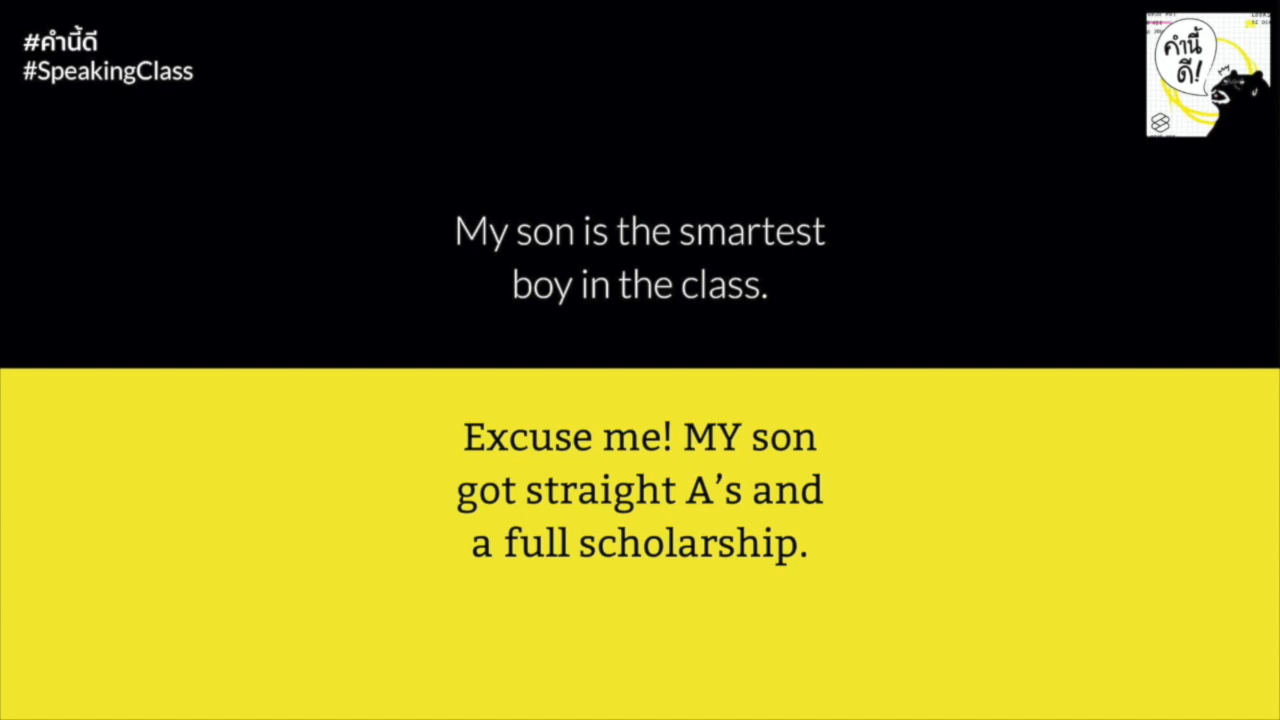 #คำนี้ดี
#SpeakingClass
คำนี้
ดี!
My son is the smartest
boy in the class.
Excuse me! MY son
got straight A’s and
a full scholarship.